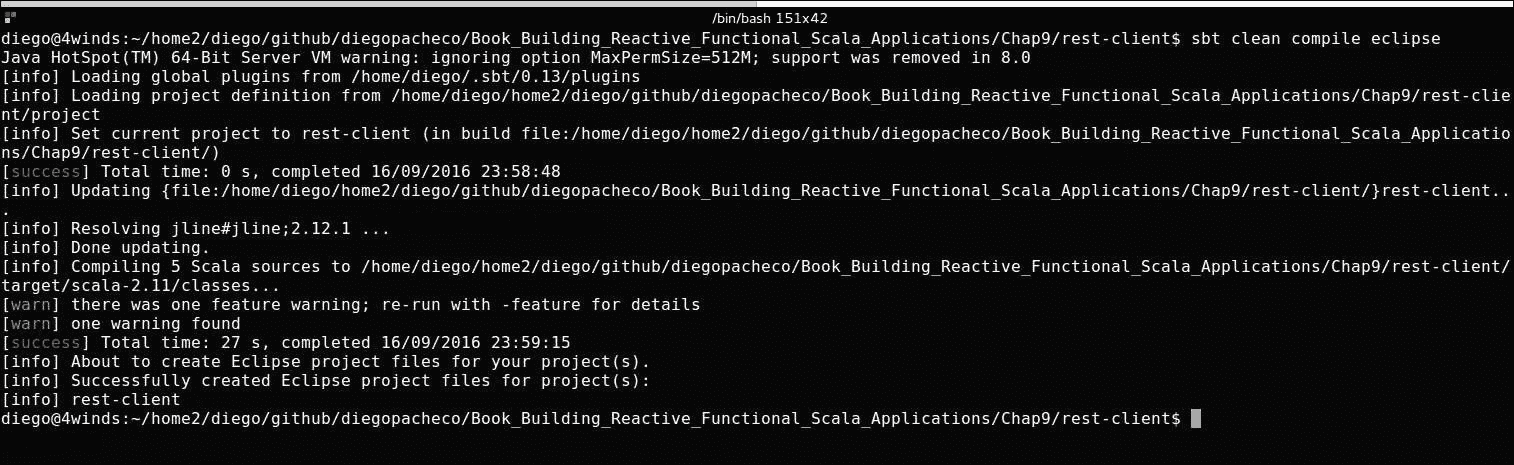 /bin/bash 151x42
diego@4winds:~/home2/diego/github/diegopacheco/Book_Building_Reactive_Functional_Scala_Applications/Chap9/rest-client$ sbt clean compile eclipse
Java HotSpot(TM) 64-Bit Server VM warning: ignoring option MaxPermSize=512M; support was removed in 8.0
[info] Loading global plugins from /home/diego/.sbt/0.13/plugins
[info] Loading project definition from /home/diego/home2/diego/github/diegopacheco/Book_Building_Reactive_Functional_Scala_Applications/Chap9/rest-clie
nt/project
[info] Set current project to rest-client (in build file:/home/diego/home2/diego/github/diegopacheco/Book_Building_Reactive_Functional_Scala_Applicatio
ns/Chap9/rest-client/)
[success] Total time: 0 s, completed 16/09/2016 23:58:48
[info] Updating {file:/home/diego/home2/diego/github/diegopacheco/Book_Building_Reactive_Functional_Scala_Applications/Chap9/rest-client/}rest-client..
.
[info] Resolving jline#jline;2.12.1 ...
[info] Done updating.
[info] Compiling 5 Scala sources to /home/diego/home2/diego/github/diegopacheco/Book_Building_Reactive_Functional_Scala_Applications/Chap9/rest-client/
target/scala-2.11/classes...
[warn] there was one feature warning; re-run with -feature for details
[warn] one warning found
[success] Total time: 27 s, completed 16/09/2016 23:59:15
[info] About to create Eclipse project files for your project(s).
[info] Successfully created Eclipse project files for project(s):
[info] rest-client
diego@4winds:~/home2/diego/github/diegopacheco/Book_Building_Reactive_Functional_Scala_Applications/Chap9/rest-client$